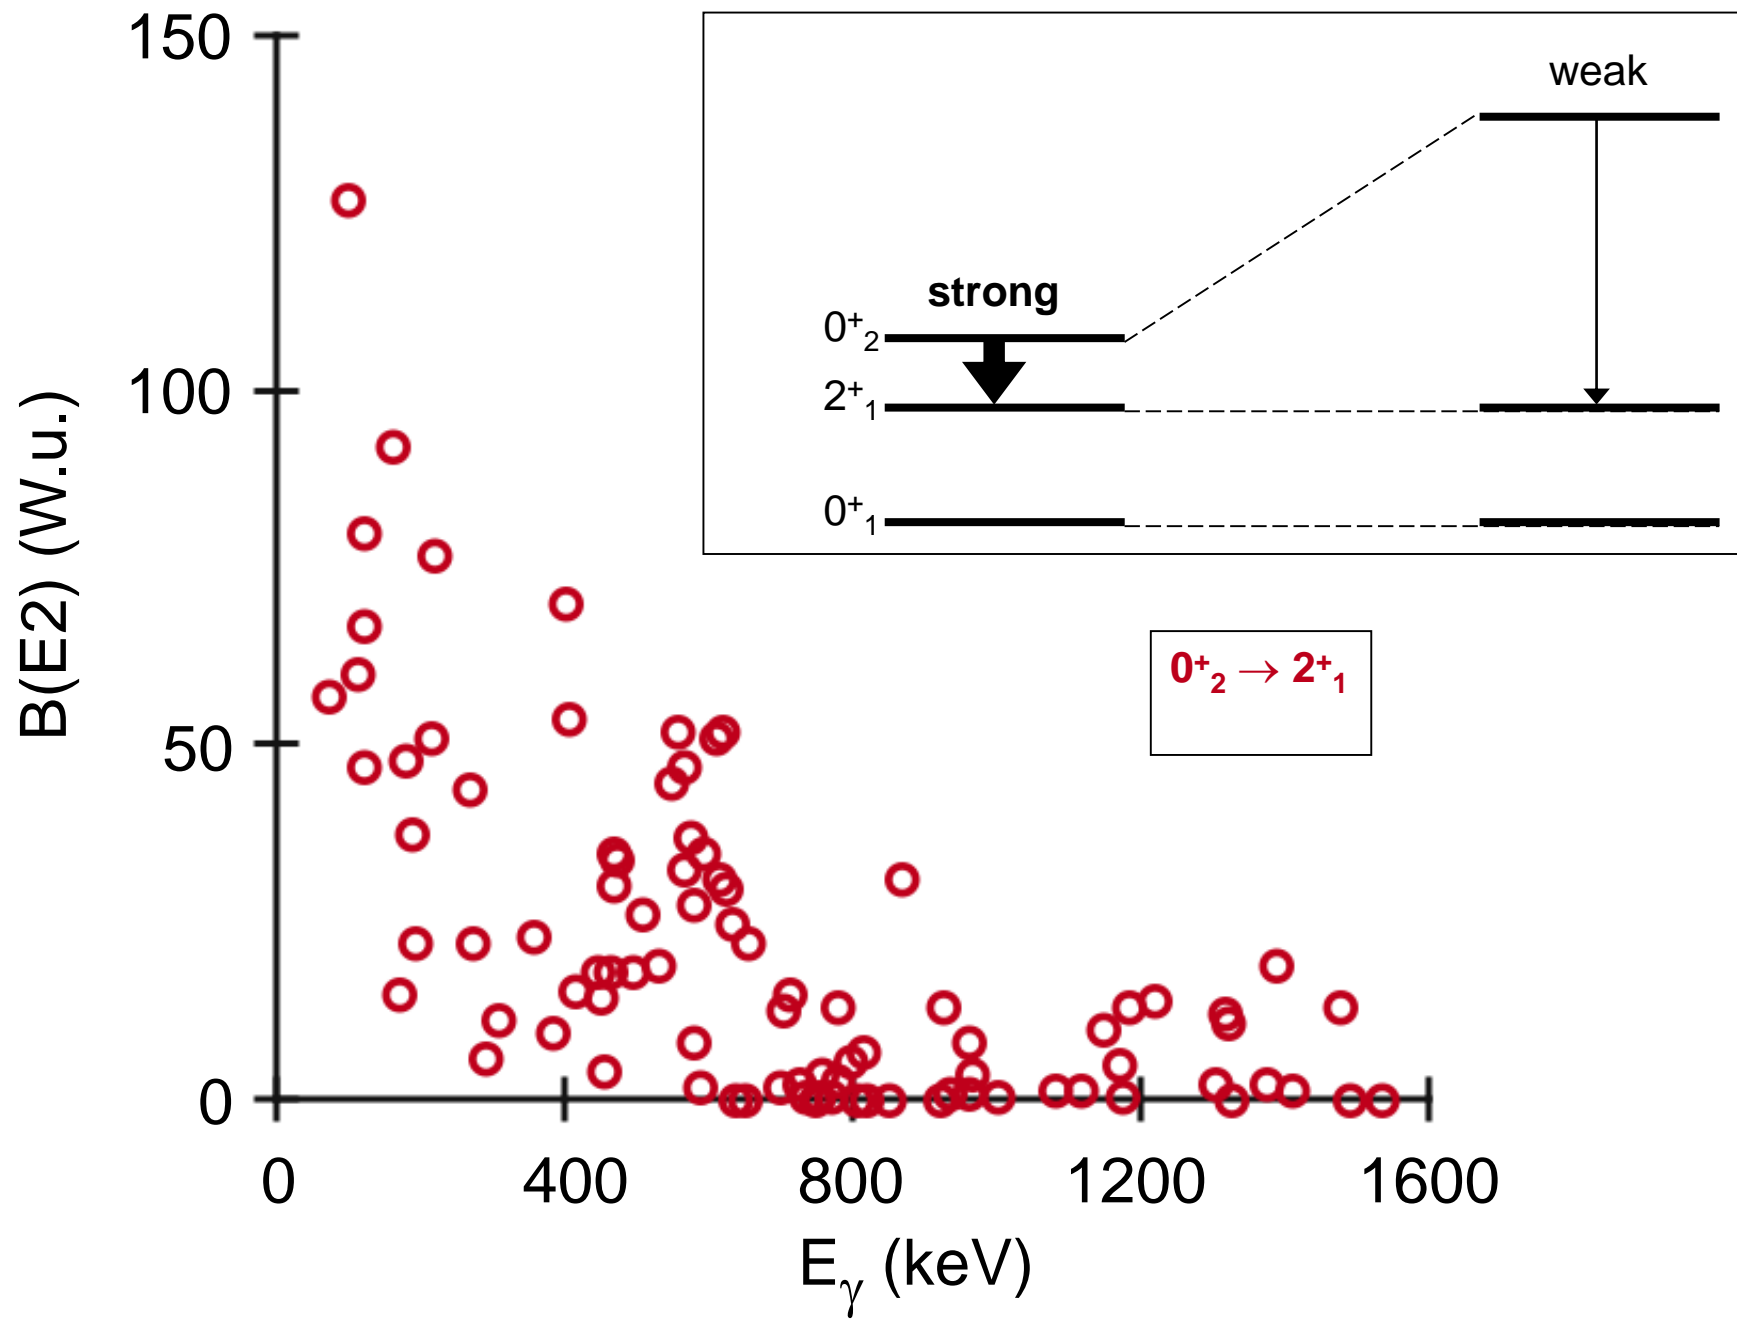 150
100
50
0
B(E2) (W.u.)
0 400 800 1200 1600
Eγ (keV)
weak
strong
0⁺₂
2⁺₁
0⁺₁
0⁺₂ → 2⁺₁